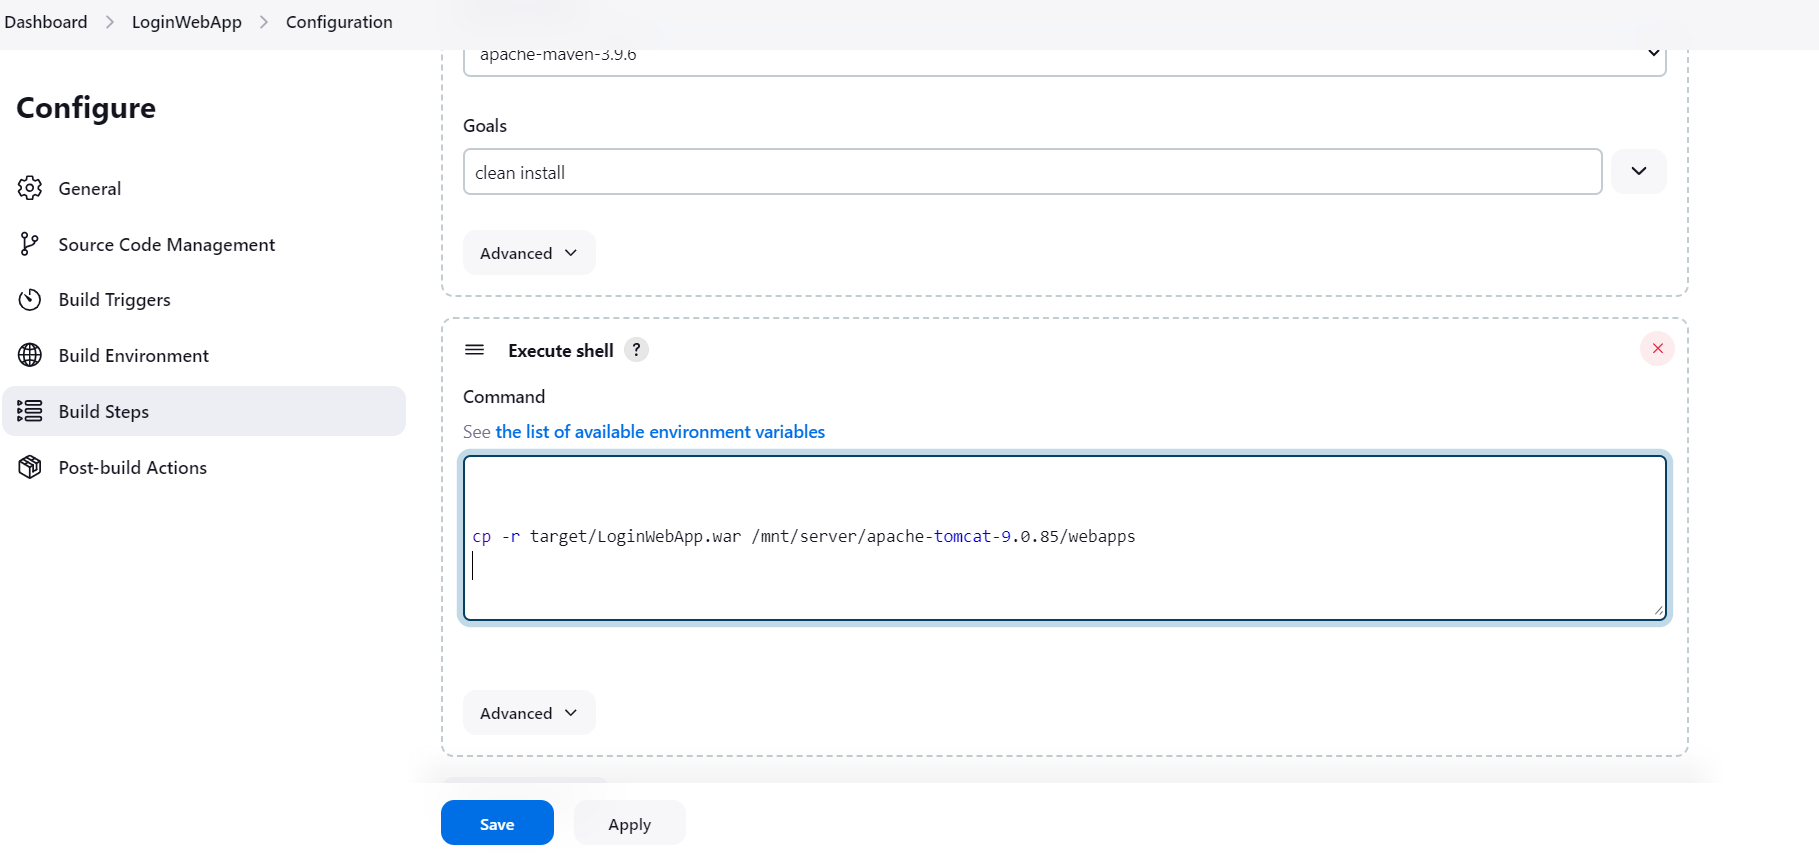 Dashboard > LoginWebApp > Configuration
Configure
General
Source Code Management
Build Triggers
Build Environment
Build Steps
Post-build Actions
apache-maven-3.9.6
Goals
clean install
Advanced
Execute shell ?
Command
See the list of available environment variables
cp -r target/LoginWebApp.war /mnt/server/apache-tomcat-9.0.85/webapps
Advanced
Save Apply